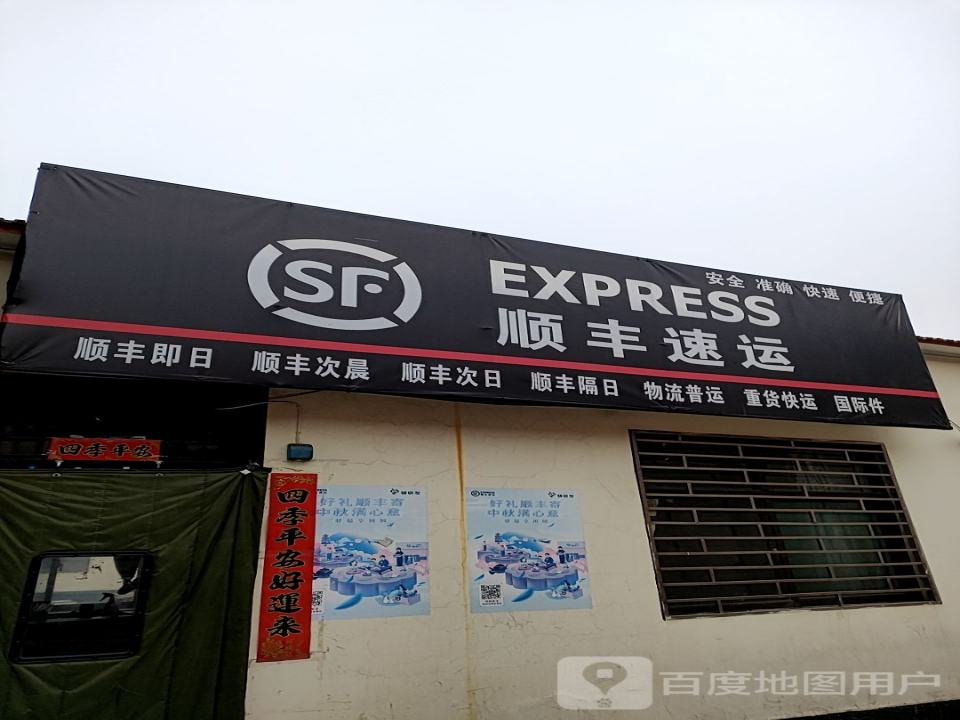 安全 准确 快速 便捷
SF EXPRESS
顺丰速运
顺丰即日 顺丰次晨 顺丰次日 顺丰隔日 物流普运 重货快运 国际件
四季平安
四季平安好運来
好礼顺丰寄
中秋满心意
好礼顺丰寄
中秋满心意
百度地图用户